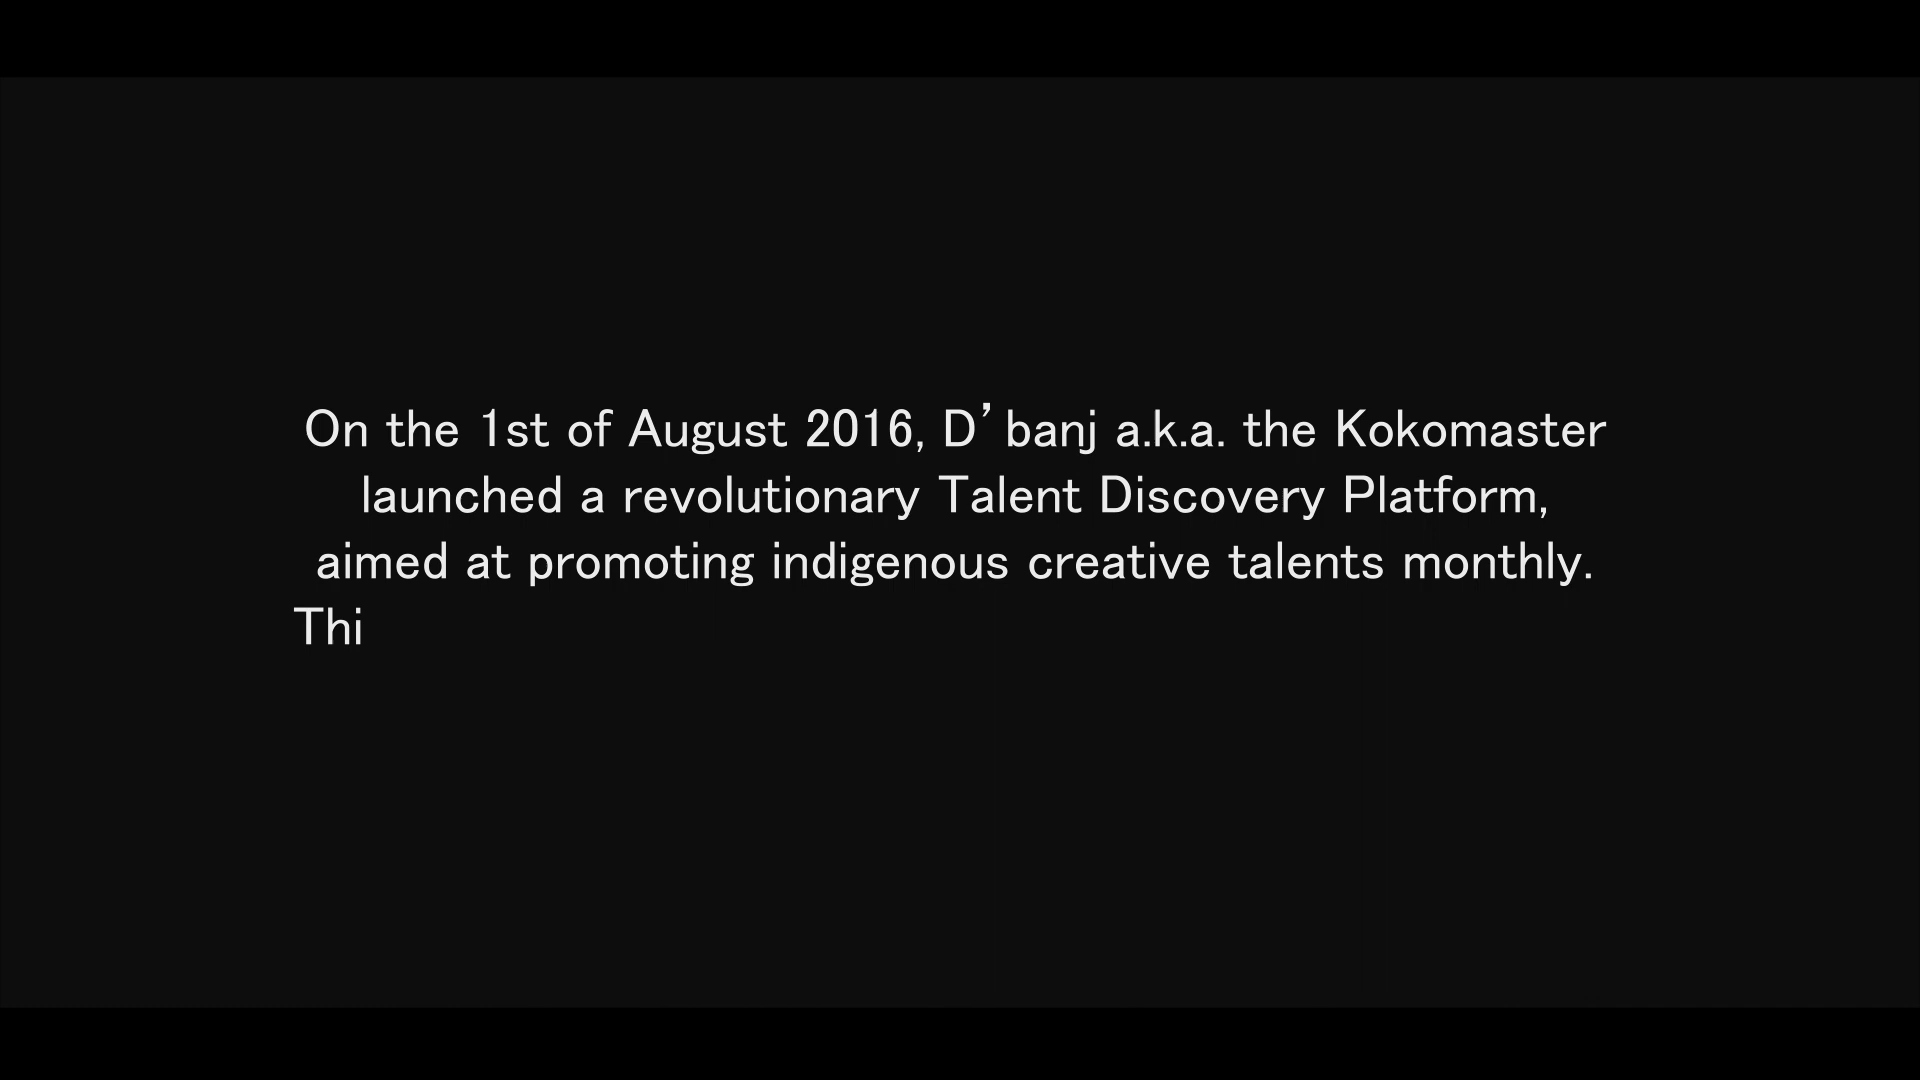 On the 1st of August 2016, D’banj a.k.a. the Kokomaster
launched a revolutionary Talent Discovery Platform,
aimed at promoting indigenous creative talents monthly.
Thi